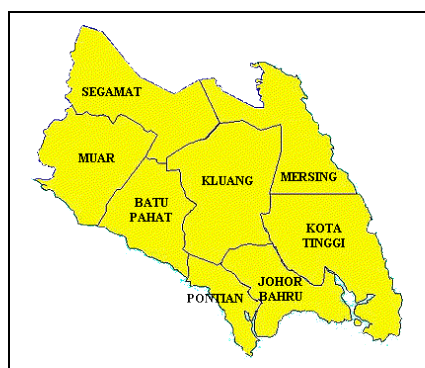 SEGAMAT
MUAR
BATU
PAHAT
KLUANG
MERSING
KOTA
TINGGI
JOHOR
BAHRU
PONTIAN